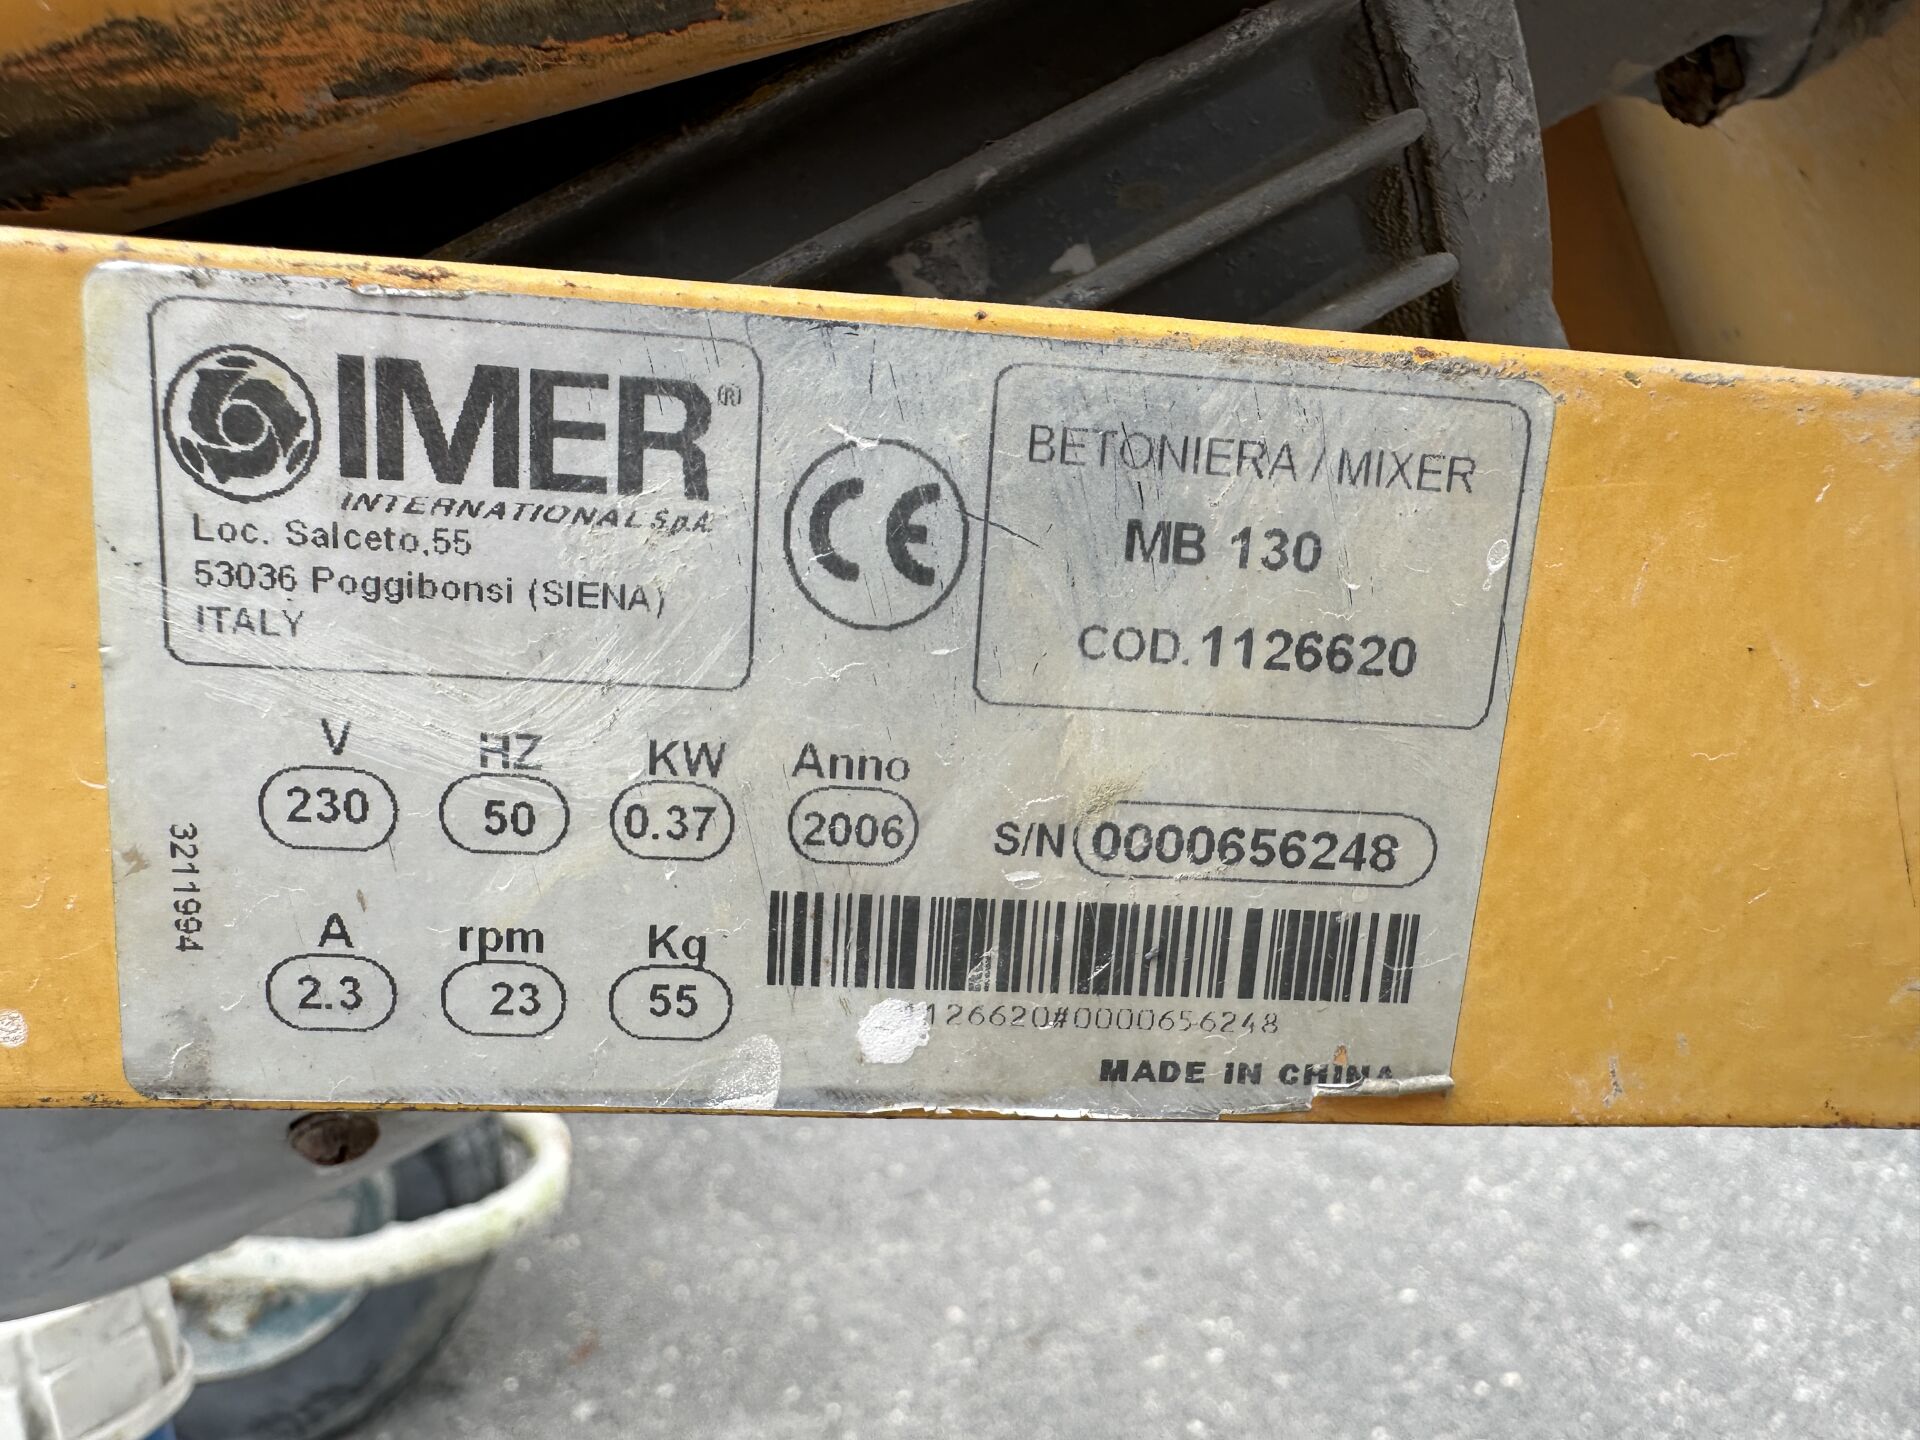 IMER®
INTERNATIONAL S.p.A.
Loc. Salceto,55
53036 Poggibonsi (SIENA)
ITALY
CE
BETONIERA / MIXER
MB 130
COD. 1126620
V
230
HZ
50
KW
0.37
Anno
2006
S/N 0000656248
A
2.3
rpm
23
Kg
55
32119994
1126620#0000656248
MADE IN CHINA